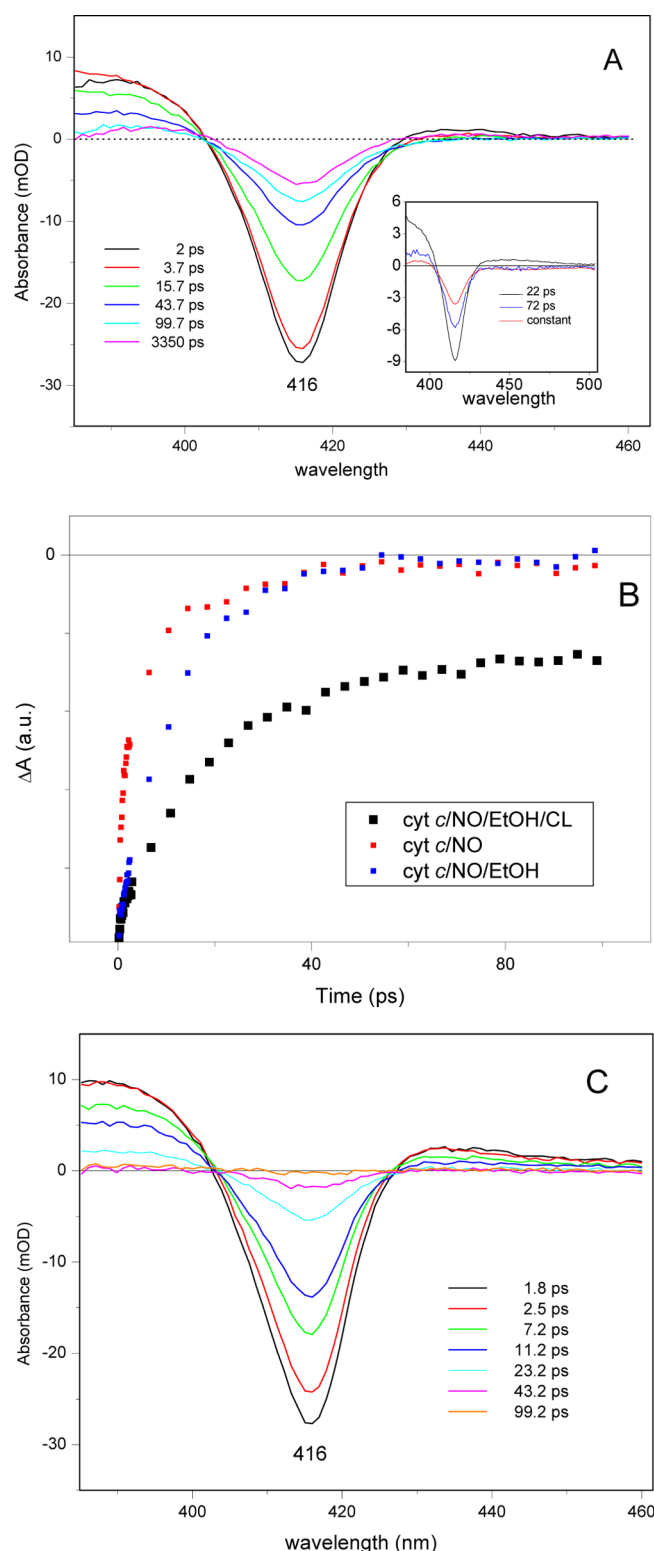 A
10
0
-10
-20
-30
Absorbance (mOD)
2 ps
3.7 ps
15.7 ps
43.7 ps
99.7 ps
3350 ps
416
6
3
0
-3
-6
-9
22 ps
72 ps
constant
400 450 500
wavelength
400 420 440 460
wavelength
B
0
ΔA (a.u.)
cyt c/NO/EtOH/CL
cyt c/NO
cyt c/NO/EtOH
0 40 80
Time (ps)
C
10
0
-10
-20
-30
Absorbance (mOD)
1.8 ps
2.5 ps
7.2 ps
11.2 ps
23.2 ps
43.2 ps
99.2 ps
416
400 420 440 460
wavelength (nm)